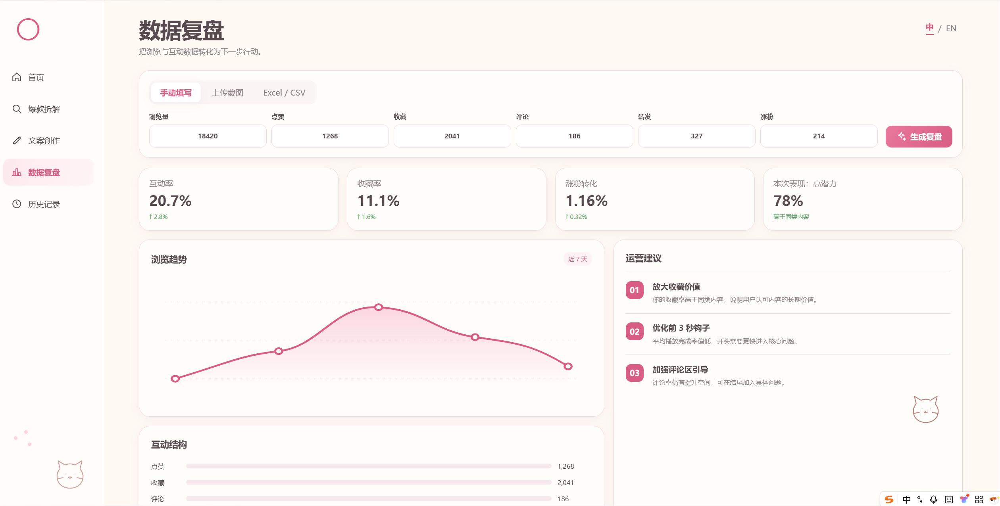 数据复盘
中 / EN
把浏览与互动数据转化为下一步行动。
首页
爆款拆解
文案创作
数据复盘
历史记录
手动填写 上传截图 Excel / CSV
浏览量 点赞 收藏 评论 转发 涨粉
18420 1268 2041 186 327 214 生成复盘
互动率 收藏率 涨粉转化 本次表现：高潜力
20.7% 11.1% 1.16% 78%
↑ 2.8% ↑ 1.6% ↑ 0.32% 高于同类内容
浏览趋势 近 7 天
运营建议
01 放大收藏价值
你的收藏率高于同类内容，说明用户认可内容的长期价值。
02 优化前 3 秒钩子
平均播放完成率偏低，开头需要更快进入核心问题。
03 加强评论区引导
评论率仍有提升空间，可在结尾加入具体问题。
互动结构
点赞 1,268
收藏 2,041
评论 186
S 中